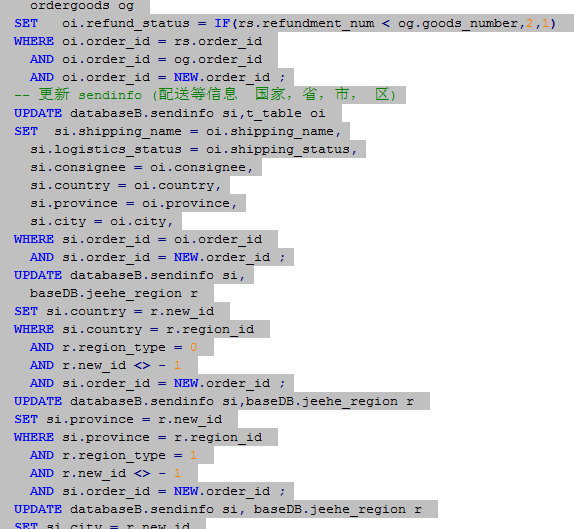 ordergoods og
SET   oi.refund_status = IF(rs.refundment_num < og.goods_number,2,1)
WHERE oi.order_id = rs.order_id
  AND oi.order_id = og.order_id
  AND oi.order_id = NEW.order_id ;
-- 更新 sendinfo (配送等信息  国家, 省, 市,  区)
UPDATE databaseB.sendinfo si,t_table oi
SET  si.shipping_name = oi.shipping_name,
  si.logistics_status = oi.shipping_status,
  si.consignee = oi.consignee,
  si.country = oi.country,
  si.province = oi.province,
  si.city = oi.city,
WHERE si.order_id = oi.order_id
  AND si.order_id = NEW.order_id ;
UPDATE databaseB.sendinfo si,
  baseDB.jeehe_region r
SET si.country = r.new_id
WHERE si.country = r.region_id
  AND r.region_type = 0
  AND r.new_id <> - 1
  AND si.order_id = NEW.order_id ;
UPDATE databaseB.sendinfo si,baseDB.jeehe_region r
SET si.province = r.new_id
WHERE si.province = r.region_id
  AND r.region_type = 1
  AND r.new_id <> - 1
  AND si.order_id = NEW.order_id ;
UPDATE databaseB.sendinfo si, baseDB.jeehe_region r
SET si.city = r.new_id